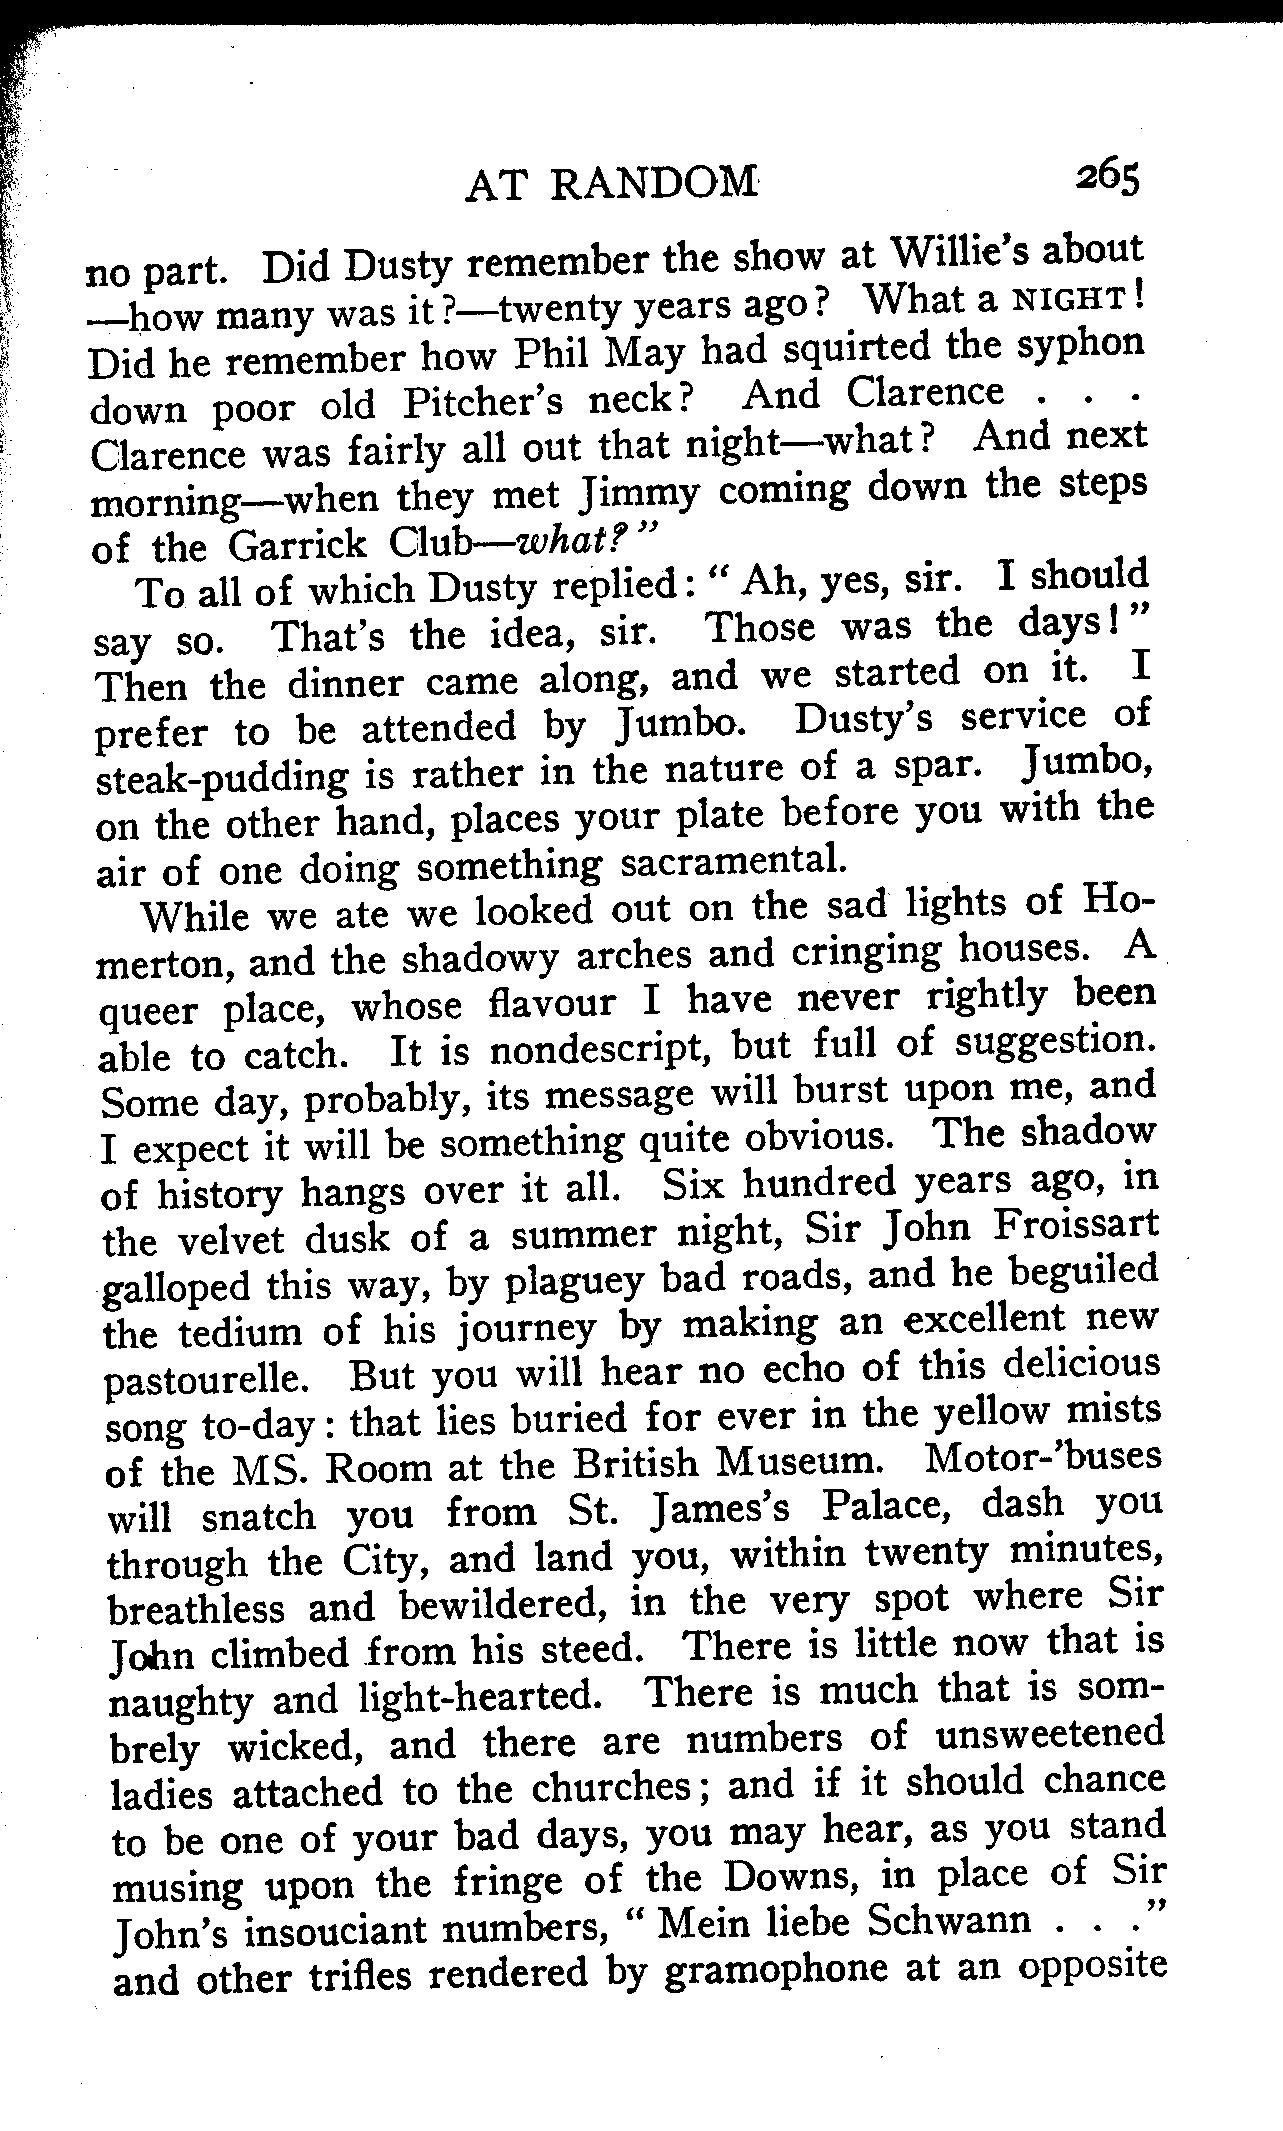 AT RANDOM 265
no part. Did Dusty remember the show at Willie's about
—how many was it?—twenty years ago? What a NIGHT!
Did he remember how Phil May had squirted the syphon
down poor old Pitcher's neck? And Clarence . . .
Clarence was fairly all out that night—what? And next
morning—when they met Jimmy coming down the steps
of the Garrick Club—what?"
To all of which Dusty replied: "Ah, yes, sir. I should
say so. That's the idea, sir. Those was the days!"
Then the dinner came along, and we started on it. I
prefer to be attended by Jumbo. Dusty's service of
steak-pudding is rather in the nature of a spar. Jumbo,
on the other hand, places your plate before you with the
air of one doing something sacramental.
While we ate we looked out on the sad lights of Ho-
merton, and the shadowy arches and cringing houses. A
queer place, whose flavour I have never rightly been
able to catch. It is nondescript, but full of suggestion.
Some day, probably, its message will burst upon me, and
I expect it will be something quite obvious. The shadow
of history hangs over it all. Six hundred years ago, in
the velvet dusk of a summer night, Sir John Froissart
galloped this way, by plaguey bad roads, and he beguiled
the tedium of his journey by making an excellent new
pastourelle. But you will hear no echo of this delicious
song to-day: that lies buried for ever in the yellow mists
of the MS. Room at the British Museum. Motor-'buses
will snatch you from St. James's Palace, dash you
through the City, and land you, within twenty minutes,
breathless and bewildered, in the very spot where Sir
John climbed from his steed. There is little now that is
naughty and light-hearted. There is much that is som-
brely wicked, and there are numbers of unsweetened
ladies attached to the churches; and if it should chance
to be one of your bad days, you may hear, as you stand
musing upon the fringe of the Downs, in place of Sir
John's insouciant numbers, "Mein liebe Schwann . . ."
and other trifles rendered by gramophone at an opposite